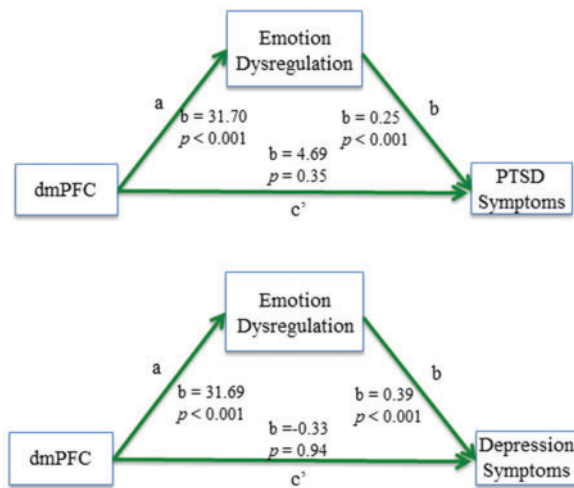 Emotion
Dysregulation
a
b
b = 31.70
p < 0.001
b = 0.25
p < 0.001
b = 4.69
p = 0.35
dmPFC
PTSD
Symptoms
c’
Emotion
Dysregulation
a
b
b = 31.69
p < 0.001
b = 0.39
p < 0.001
b =-0.33
p = 0.94
dmPFC
Depression
Symptoms
c’